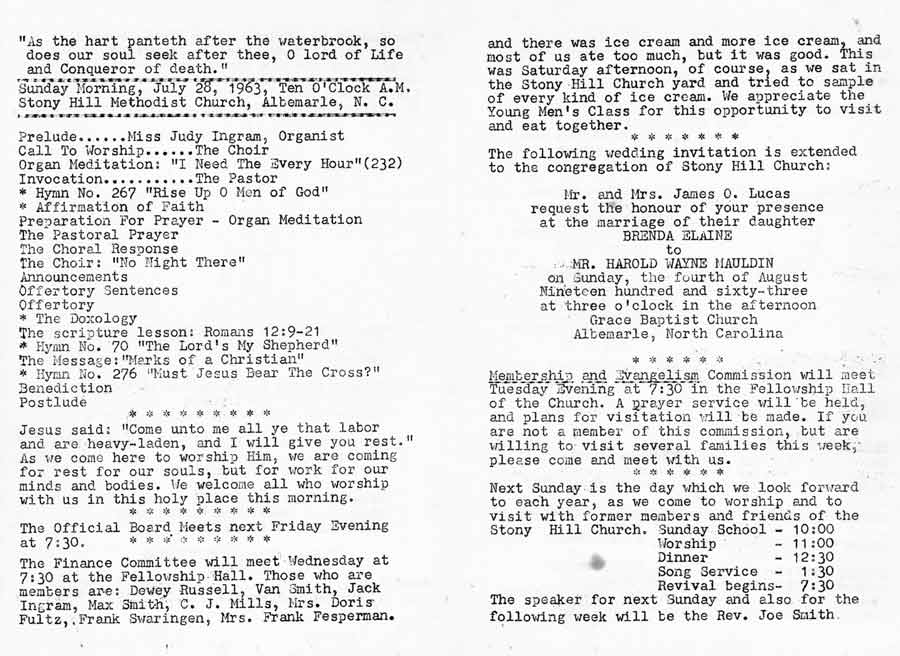 "As the hart panteth after the waterbrook, so
does our soul seek after thee, O lord of Life
and Conqueror of death."
Sunday Morning, July 28, 1963, Ten O'Clock A.M.
Stony Hill Methodist Church, Albemarle, N. C.
Prelude......Miss Judy Ingram, Organist
Call To Worship......The Choir
Organ Meditation: "I Need The Every Hour"(232)
Invocation...........The Pastor
* Hymn No. 267 "Rise Up O Men of God"
* Affirmation of Faith
Preparation For Prayer - Organ Meditation
The Pastoral Prayer
The Choral Response
The Choir: "No Night There"
Announcements
Offertory Sentences
Offertory
* The Doxology
The scripture lesson: Romans 12:9-21
* Hymn No. 70 "The Lord's My Shepherd"
The Message:"Marks of a Christian"
* Hymn No. 276 "Must Jesus Bear The Cross?"
Benediction
Postlude
* * * * * * * * *
Jesus said: "Come unto me all ye that labor
and are heavy-laden, and I will give you rest."
As we come here to worship Him, we are coming
for rest for our souls, but for work for our
minds and bodies. We welcome all who worship
with us in this holy place this morning.
* * * * * * * * *
The Official Board Meets next Friday Evening
at 7:30. * * * * * * * * *
The Finance Committee will meet Wednesday at
7:30 at the Fellowship Hall. Those who are
members are: Dewey Russell, Van Smith, Jack
Ingram, Max Smith, C. J. Mills, Mrs. Doris
Fultz, Frank Swaringen, Mrs. Frank Fesperman.
and there was ice cream and more ice cream, and
most of us ate too much, but it was good. This
was Saturday afternoon, of course, as we sat in
the Stony Hill Church yard and tried to sample
of every kind of ice cream. We appreciate the
Young Men's Class for this opportunity to visit
and eat together.
* * * * * * *
The following wedding invitation is extended
to the congregation of Stony Hill Church:
Mr. and Mrs. James O. Lucas
request the honour of your presence
at the marriage of their daughter
BRENDA ELAINE
to
MR. HAROLD WAYNE MAULDIN
on Sunday, the fourth of August
Nineteen hundred and sixty-three
at three o'clock in the afternoon
Grace Baptist Church
Albemarle, North Carolina
* * * * * *
Membership and Evangelism Commission will meet
Tuesday Evening at 7:30 in the Fellowship Hall
of the Church. A prayer service will be held,
and plans for visitation will be made. If you
are not a member of this commission, but are
willing to visit several families this week,
please come and meet with us.
* * * * * *
Next Sunday is the day which we look forward
to each year, as we come to worship and to
visit with former members and friends of the
Stony Hill Church. Sunday School - 10:00
Worship - 11:00
Dinner - 12:30
Song Service - 1:30
Revival begins- 7:30
The speaker for next Sunday and also for the
following week will be the Rev. Joe Smith.